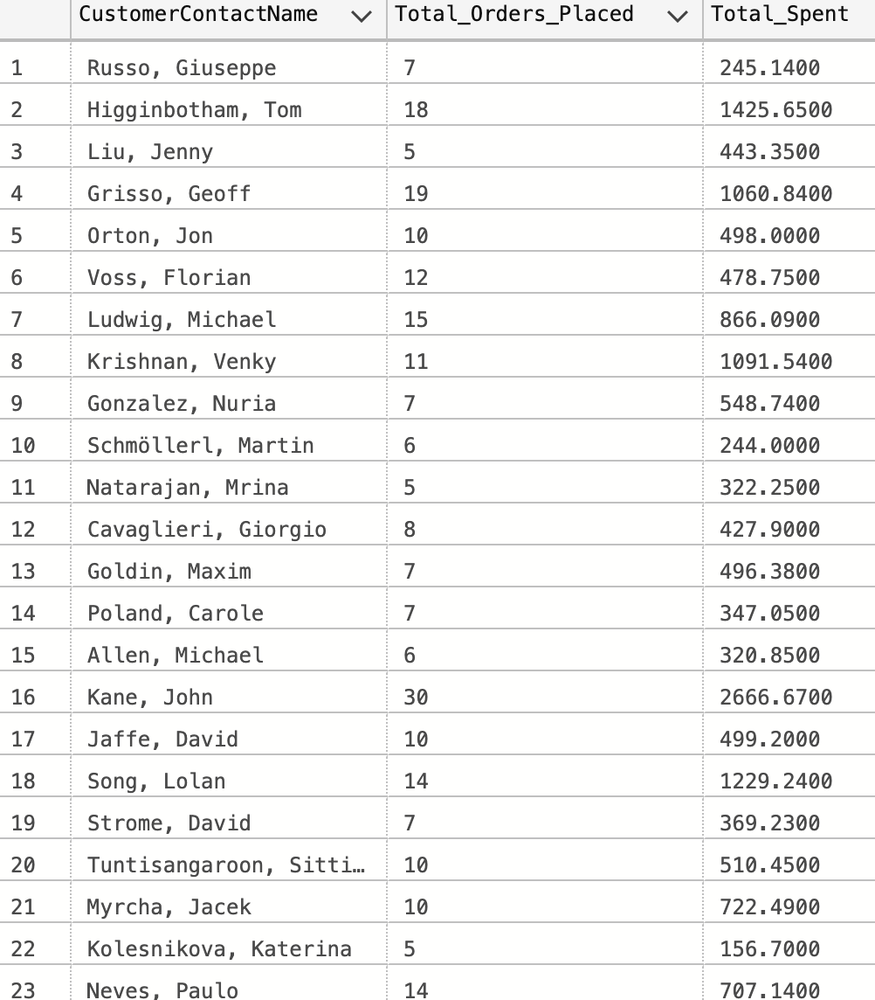 CustomerContactName Total_Orders_Placed Total_Spent
1 Russo, Giuseppe 7 245.1400
2 Higginbotham, Tom 18 1425.6500
3 Liu, Jenny 5 443.3500
4 Grisso, Geoff 19 1060.8400
5 Orton, Jon 10 498.0000
6 Voss, Florian 12 478.7500
7 Ludwig, Michael 15 866.0900
8 Krishnan, Venky 11 1091.5400
9 Gonzalez, Nuria 7 548.7400
10 Schmöllerl, Martin 6 244.0000
11 Natarajan, Mrina 5 322.2500
12 Cavaglieri, Giorgio 8 427.9000
13 Goldin, Maxim 7 496.3800
14 Poland, Carole 7 347.0500
15 Allen, Michael 6 320.8500
16 Kane, John 30 2666.6700
17 Jaffe, David 10 499.2000
18 Song, Lolan 14 1229.2400
19 Strome, David 7 369.2300
20 Tuntisangaroon, Sitti… 10 510.4500
21 Myrcha, Jacek 10 722.4900
22 Kolesnikova, Katerina 5 156.7000
23 Neves, Paulo 14 707.1400